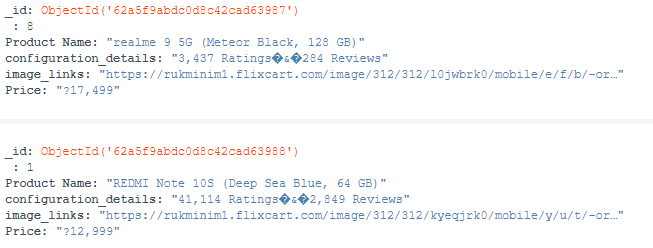 _id: ObjectId('62a5f9abdc0d8c42cad63987')
: 8
Product Name: "realme 9 5G (Meteor Black, 128 GB)"
configuration_details: "3,437 Ratings�&�284 Reviews"
image_links: "https://rukminim1.flixcart.com/image/312/312/l0jwbrk0/mobile/e/f/b/-or…"
Price: "?17,499"
_id: ObjectId('62a5f9abdc0d8c42cad63988')
: 1
Product Name: "REDMI Note 10S (Deep Sea Blue, 64 GB)"
configuration_details: "41,114 Ratings�&�2,849 Reviews"
image_links: "https://rukminim1.flixcart.com/image/312/312/kyeqjrk0/mobile/y/u/t/-or…"
Price: "?12,999"